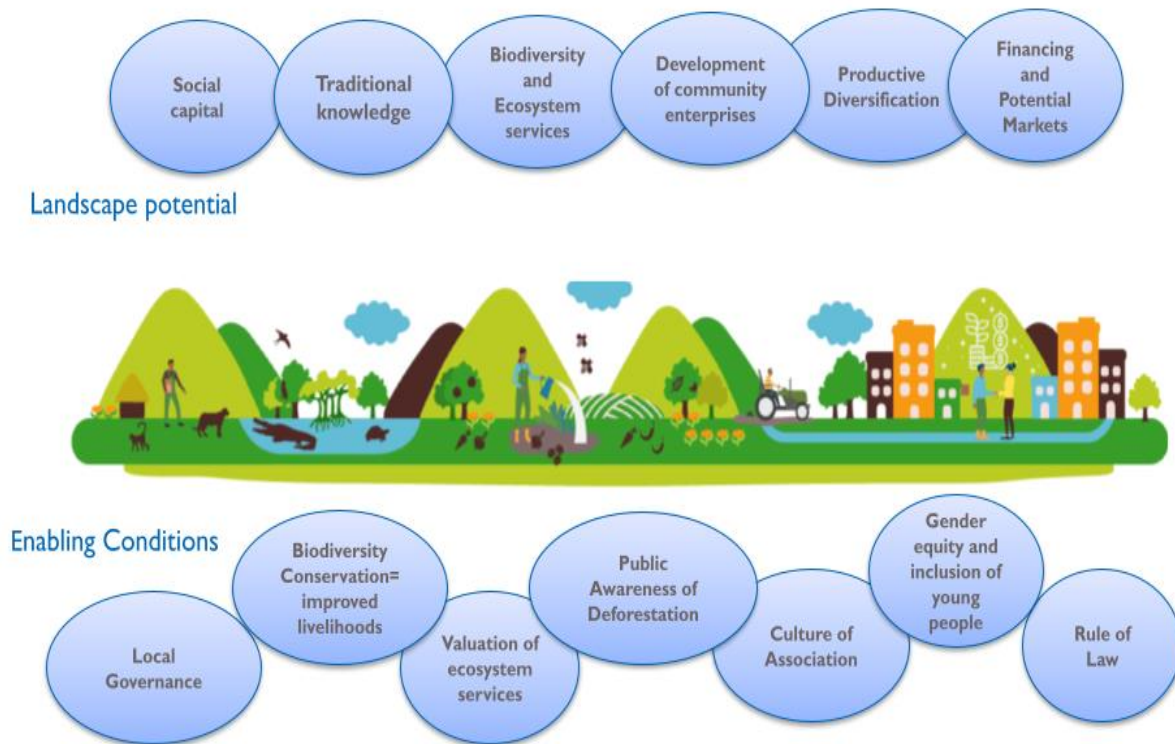 Social
capital
Traditional
knowledge
Biodiversity
and
Ecosystem
services
Development
of community
enterprises
Productive
Diversification
Financing
and
Potential
Markets
Landscape potential
Enabling Conditions
Local
Governance
Biodiversity
Conservation=
improved
livelihoods
Valuation of
ecosystem
services
Public
Awareness of
Deforestation
Culture of
Association
Gender
equity and
inclusion of
young
people
Rule of
Law